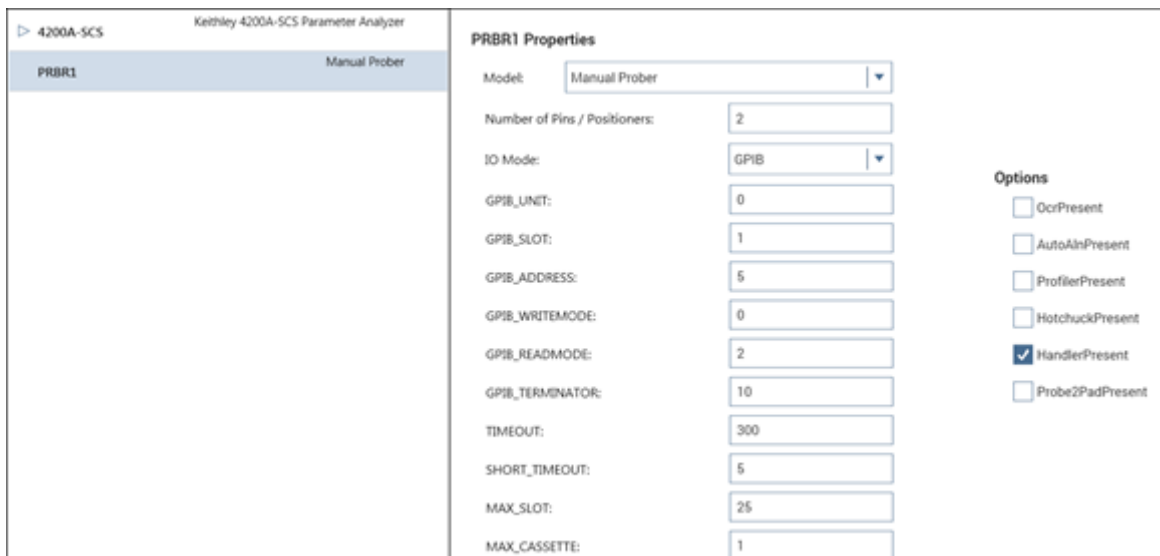 4200A-SCS Keithley 4200A-SCS Parameter Analyzer
PRBR1 Manual Prober
PRBR1 Properties
Model: Manual Prober
Number of Pins / Positioners: 2
IO Mode: GPIB
GPIB_UNIT: 0
GPIB_SLOT: 1
GPIB_ADDRESS: 5
GPIB_WRITEMODE: 0
GPIB_READMODE: 2
GPIB_TERMINATOR: 10
TIMEOUT: 300
SHORT_TIMEOUT: 5
MAX_SLOT: 25
MAX_CASSETTE: 1
Options
OcrPresent
AutoAlnPresent
ProfilerPresent
HotchuckPresent
HandlerPresent
Probe2PadPresent